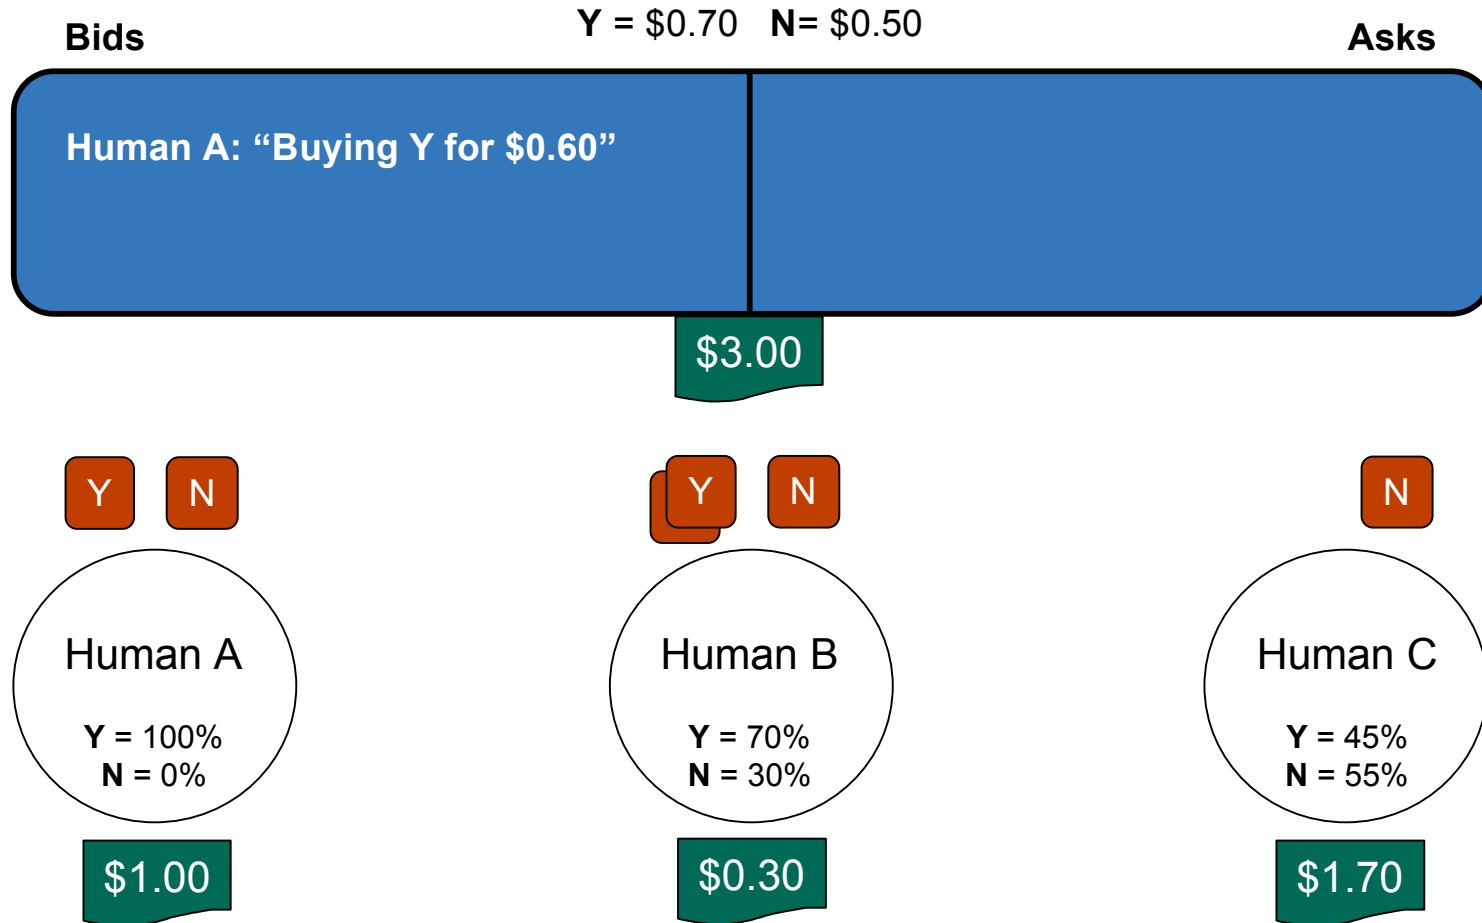 Bids
Y = $0.70 N= $0.50
Asks
Human A: “Buying Y for $0.60”
$3.00
Y N
Y N
N
Human A
Y = 100%
N = 0%
Human B
Y = 70%
N = 30%
Human C
Y = 45%
N = 55%
$1.00
$0.30
$1.70